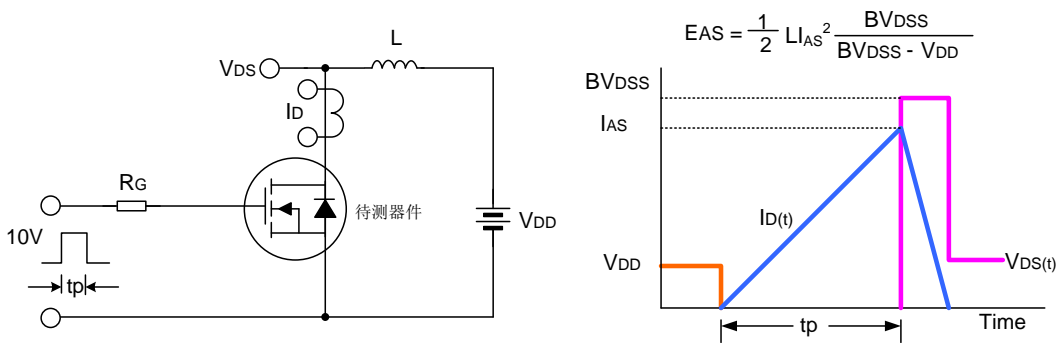 L
VDS
ID
RG
10V
tp
待测器件
VDD
EAS = 1/2 LIAS² BVDSS/(BVDSS - VDD)
BVDSS
IAS
ID(t)
VDD
VDS(t)
tp
Time